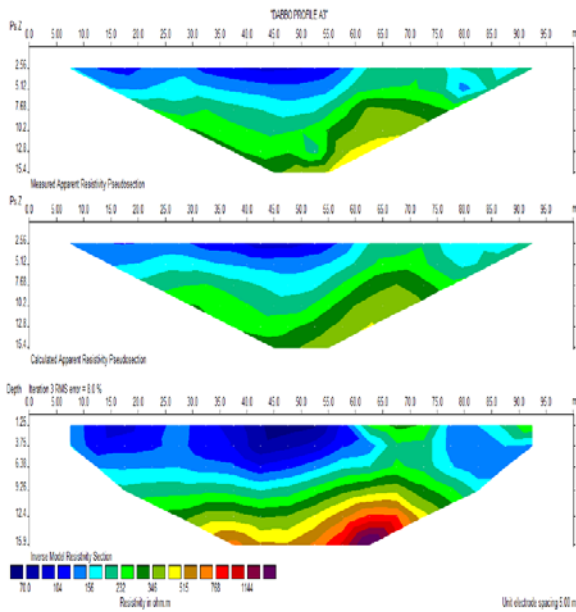 "DABBO PROFILE A3"
Ps.Z 0.0 5.00 10.0 15.0 20.0 25.0 30.0 35.0 40.0 45.0 50.0 55.0 60.0 65.0 70.0 75.0 80.0 85.0 90.0 95.0 m
2.56
5.12
7.68
10.2
12.8
15.4
Measured Apparent Resistivity Pseudosection
Ps.Z 0.0 5.00 10.0 15.0 20.0 25.0 30.0 35.0 40.0 45.0 50.0 55.0 60.0 65.0 70.0 75.0 80.0 85.0 90.0 95.0 m
2.56
5.12
7.68
10.2
12.8
15.4
Calculated Apparent Resistivity Pseudosection
Depth Iteration 3 RMS error = 8.0 %
0.0 5.00 10.0 15.0 20.0 25.0 30.0 35.0 40.0 45.0 50.0 55.0 60.0 65.0 70.0 75.0 80.0 85.0 90.0 95.0 m
1.25
3.75
6.38
9.26
12.4
15.9
Inverse Model Resistivity Section
70.0 104 156 232 346 515 768 1144
Resistivity in ohm.m
Unit electrode spacing 5.00 m